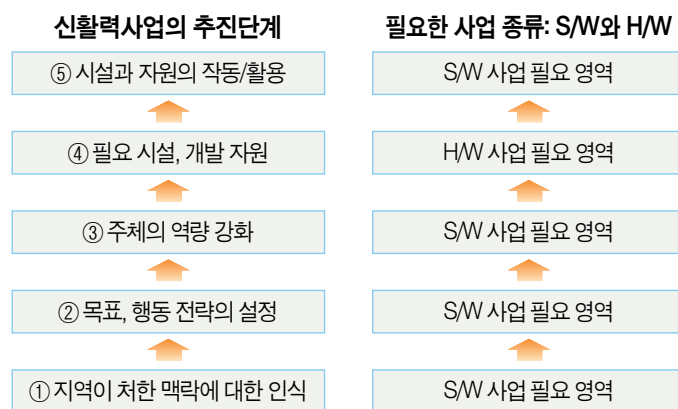 신활력사업의 추진단계
필요한 사업 종류: S/W와 H/W
⑤ 시설과 자원의 작동/활용
S/W 사업 필요 영역
④ 필요 시설, 개발 자원
H/W 사업 필요 영역
③ 주체의 역량 강화
S/W 사업 필요 영역
② 목표, 행동 전략의 설정
S/W 사업 필요 영역
① 지역이 처한 맥락에 대한 인식
S/W 사업 필요 영역